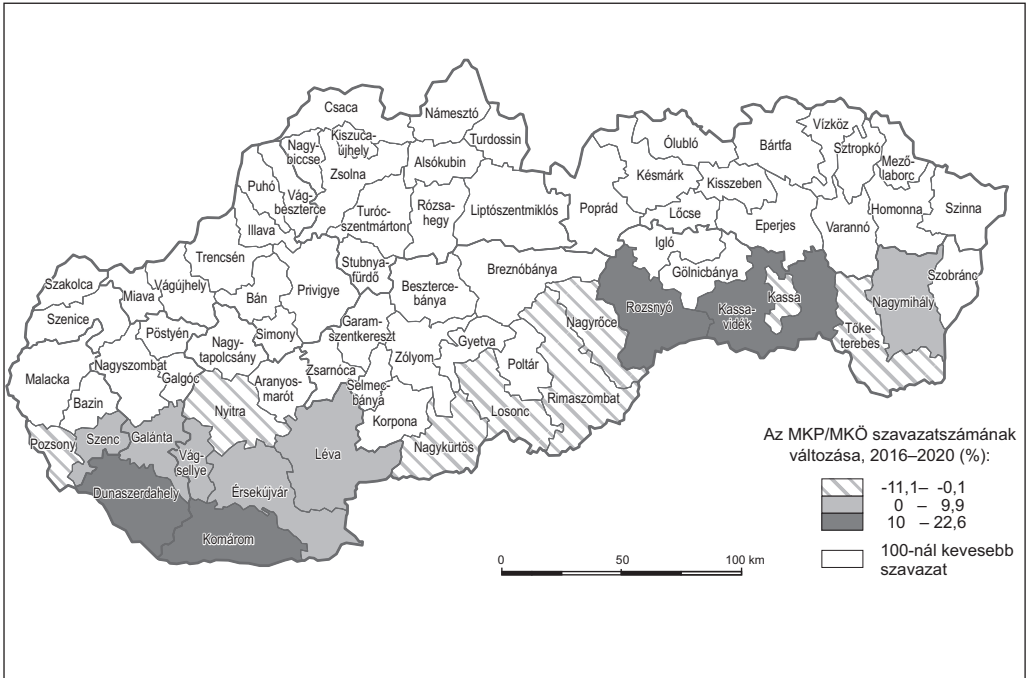 Csaca
Námesztó
Turdossin
Kiszuca-
újhely
Nagy-
biccse
Zsolna
Alsókubin
Puhó
Vág-
beszterce
Illava
Turóc-
szentmárton
Rózsa-
hegy
Liptószentmiklós
Poprád
Késmárk
Ólubló
Kisszeben
Bártfa
Vízköz
Sztropkó
Mező-
laborc
Homonna
Szinna
Lőcse
Eperjes
Varannó
Igló
Gölnicbánya
Szobránc
Nagymihály
Trencsén
Szakolca
Miava
Vágújhely
Bán
Privigye
Stubnya-
fürdő
Beszterce-
bánya
Breznóbánya
Rozsnyó
Kassa-
vidék
Kassa
Tőke-
terebes
Szenice
Pöstyén
Nagy-
tapolcsány
Simony
Garam-
szentkereszt
Zólyom
Gyetva
Poltár
Nagyrőce
Rimaszombat
Malacka
Nagyszombat
Galgóc
Aranyos-
marót
Zsarnóca
Selmec-
bánya
Korpona
Losonc
Nagykürtös
Bazin
Nyitra
Pozsony
Szenc
Galánta
Vág-
sellye
Érsekújvár
Léva
Dunaszerdahely
Komárom
Az MKP/MKÖ szavazatszámának
változása, 2016–2020 (%):
-11,1– -0,1
0 – 9,9
10 – 22,6
100-nál kevesebb
szavazat
0 50 100 km